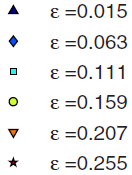 ε =0.015
ε =0.063
ε =0.111
ε =0.159
ε =0.207
ε =0.255